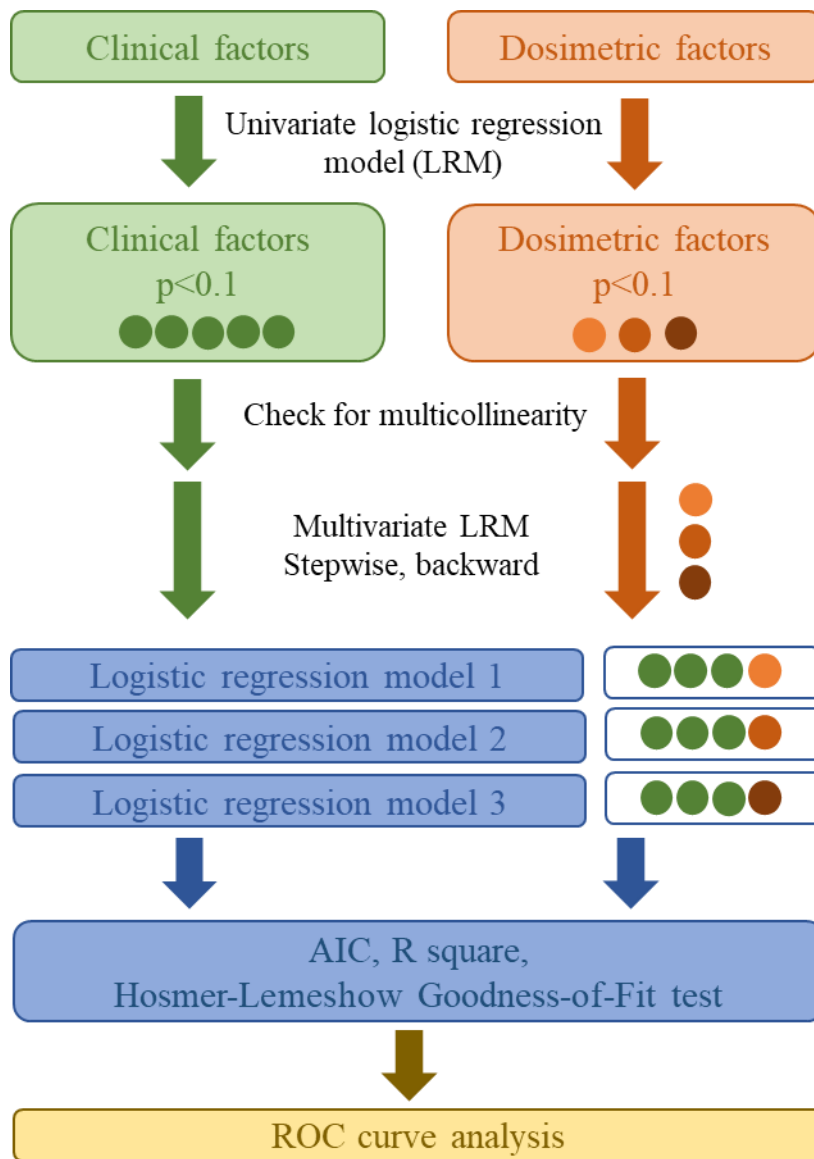 Clinical factors
Dosimetric factors
Univariate logistic regression
model (LRM)
Clinical factors
p<0.1
Dosimetric factors
p<0.1
Check for multicollinearity
Multivariate LRM
Stepwise, backward
Logistic regression model 1
Logistic regression model 2
Logistic regression model 3
AIC, R square,
Hosmer-Lemeshow Goodness-of-Fit test
ROC curve analysis